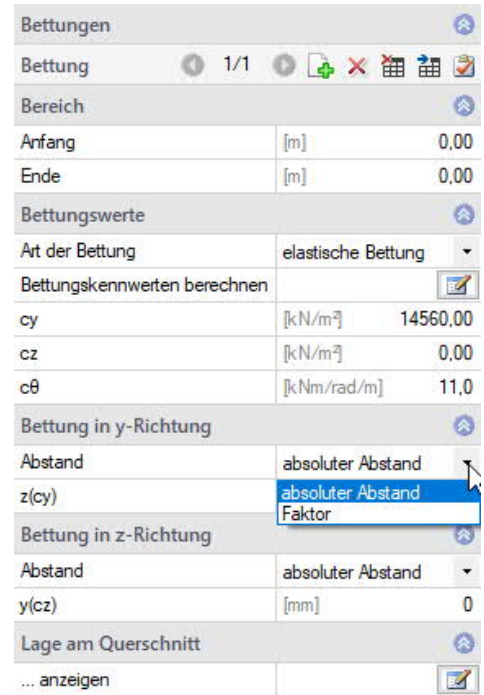 Bettungen
Bettung 1/1
Bereich
Anfang [m] 0,00
Ende [m] 0,00
Bettungswerte
Art der Bettung elastische Bettung
Bettungskennwerten berechnen
cy [kN/m²] 14560,00
cz [kN/m²] 0,00
cθ [kNm/rad/m] 11,0
Bettung in y-Richtung
Abstand absoluter Abstand
z(cy) absoluter Abstand
Faktor
Bettung in z-Richtung
Abstand absoluter Abstand
y(cz) [mm] 0
Lage am Querschnitt
... anzeigen